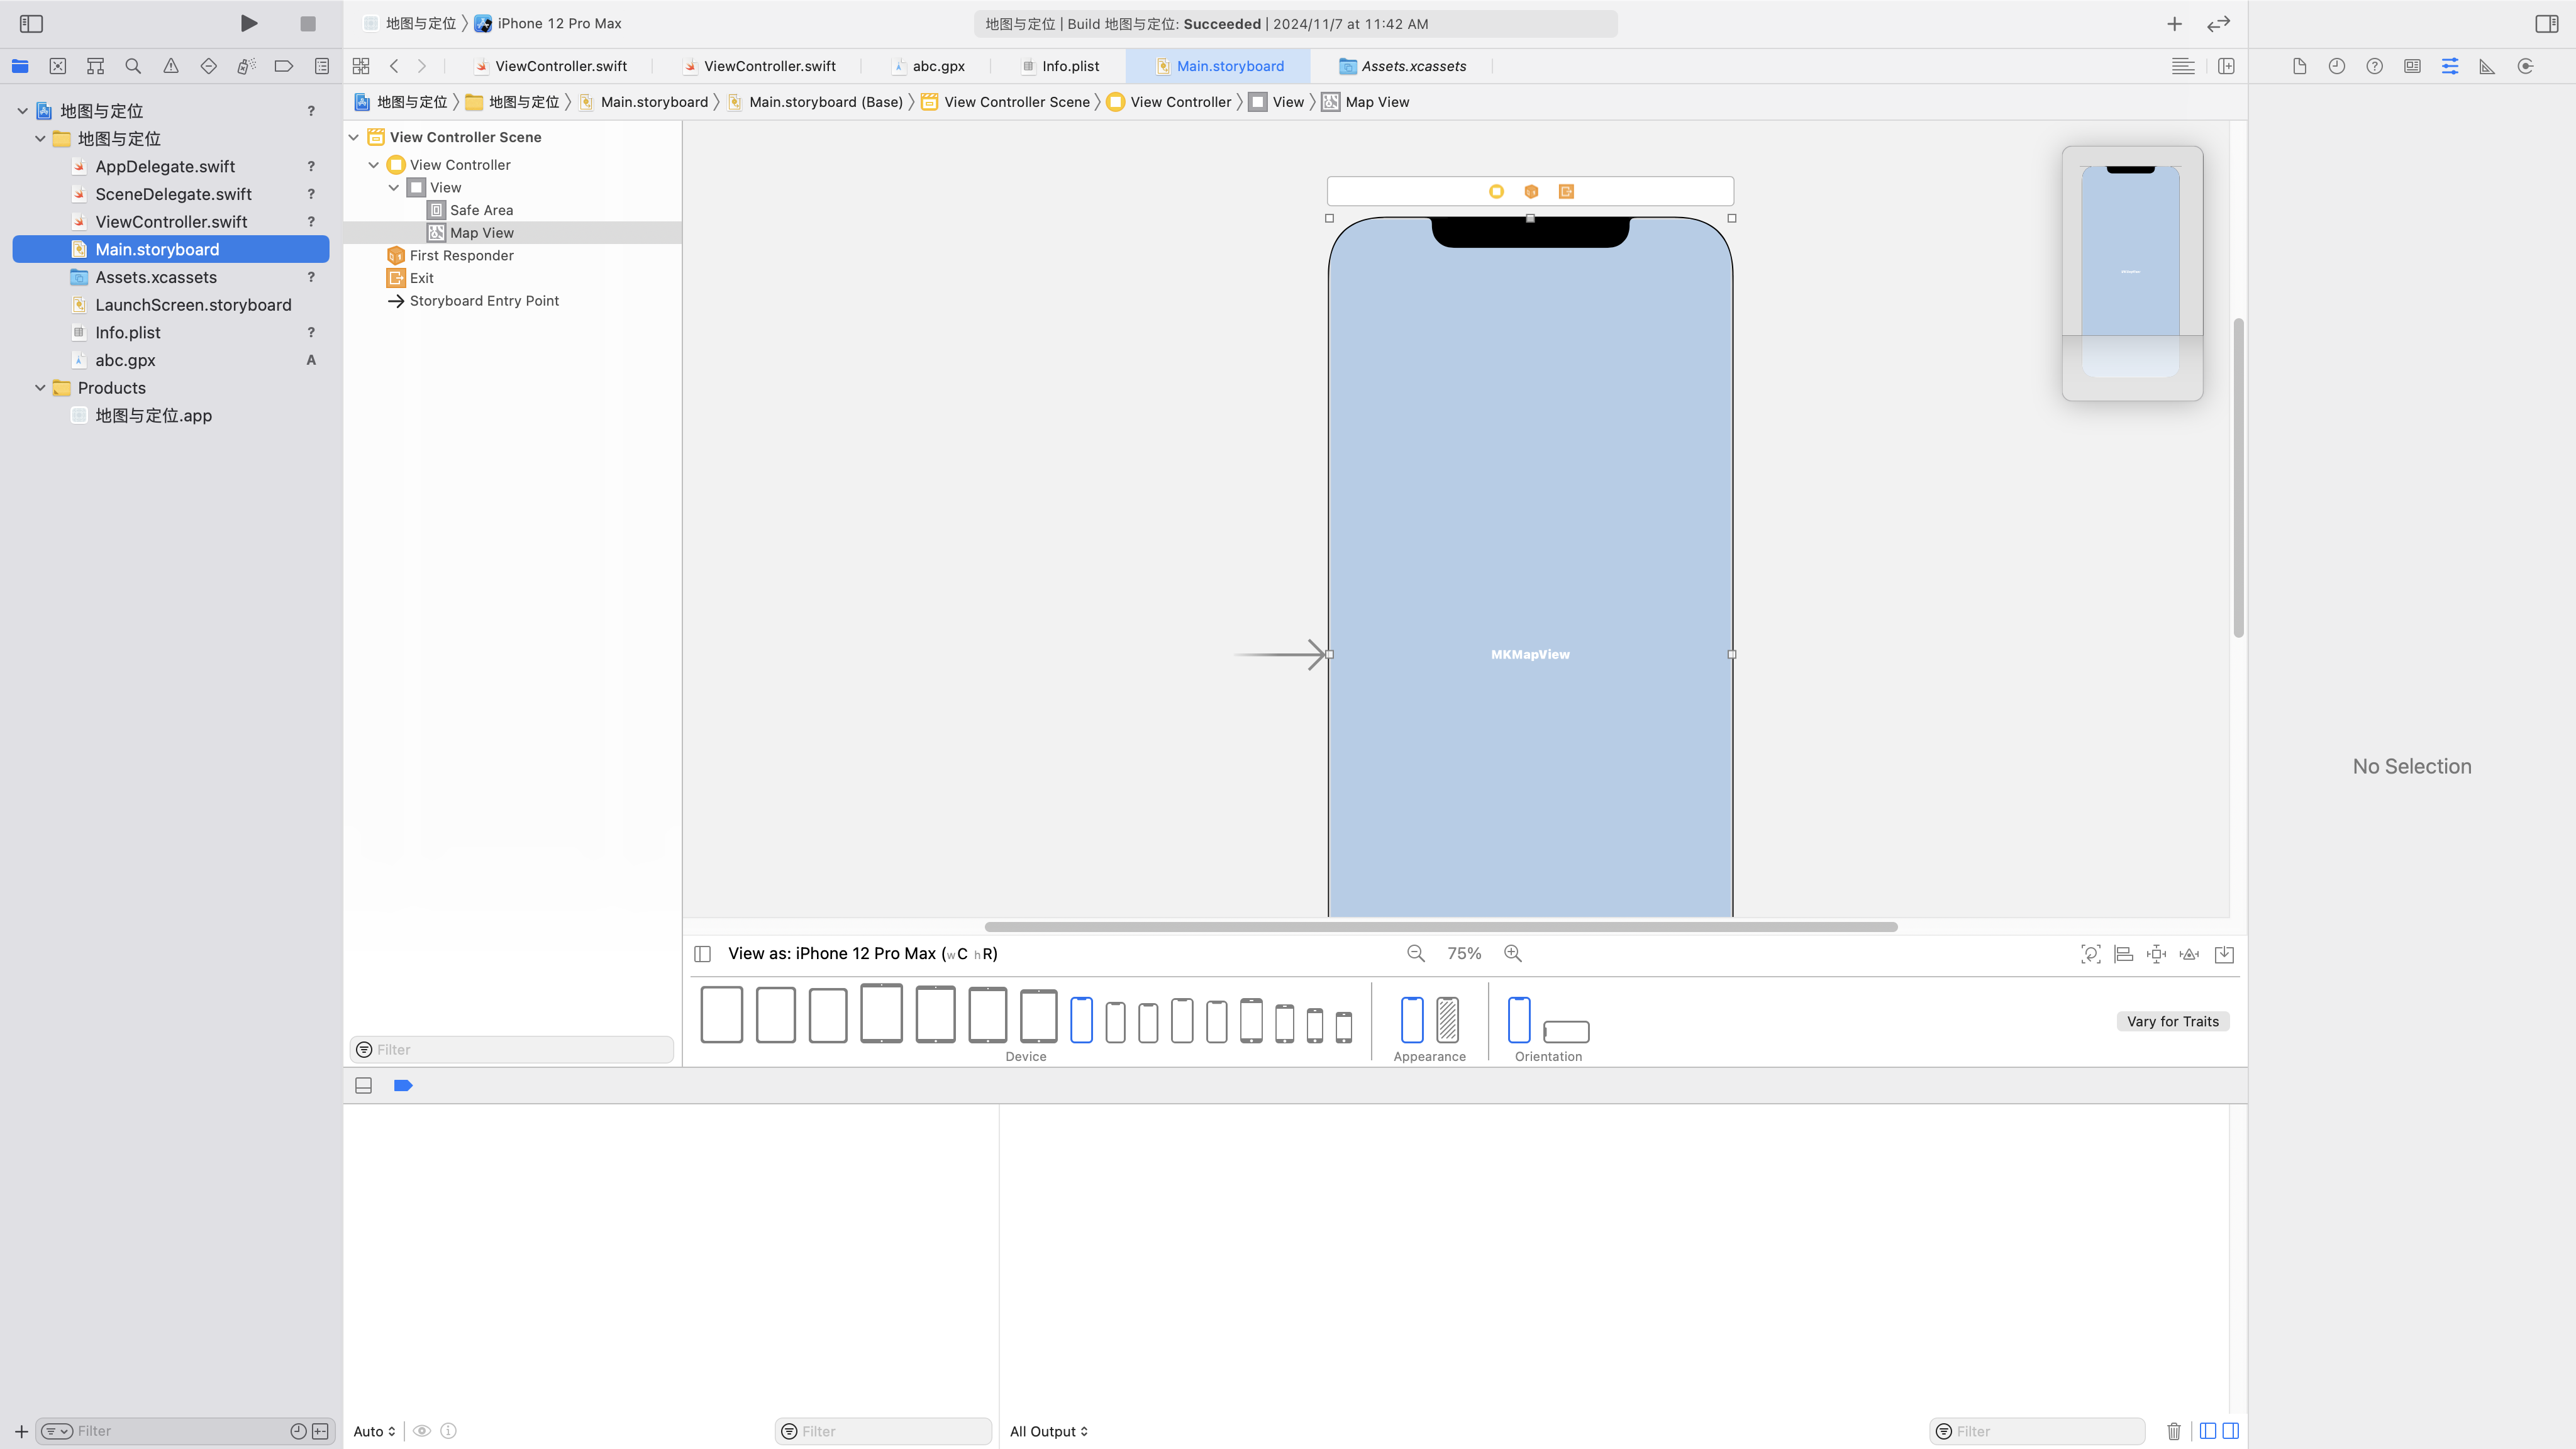 地图与定位
iPhone 12 Pro Max
地图与定位 | Build 地图与定位: Succeeded | 2024/11/7 at 11:42 AM
ViewController.swift
ViewController.swift
abc.gpx
Info.plist
Main.storyboard
Assets.xcassets
地图与定位
地图与定位
Main.storyboard
Main.storyboard (Base)
View Controller Scene
View Controller
View
Map View
地图与定位 ?
地图与定位
AppDelegate.swift ?
SceneDelegate.swift ?
ViewController.swift ?
Main.storyboard
Assets.xcassets ?
LaunchScreen.storyboard
Info.plist ?
abc.gpx A
Products
地图与定位.app
View Controller Scene
View Controller
View
Safe Area
Map View
First Responder
Exit
Storyboard Entry Point
MKMapView
No Selection
Filter
View as: iPhone 12 Pro Max (wC hR)
75%
Device
Appearance
Orientation
Vary for Traits
Filter
Auto
Filter
All Output
Filter